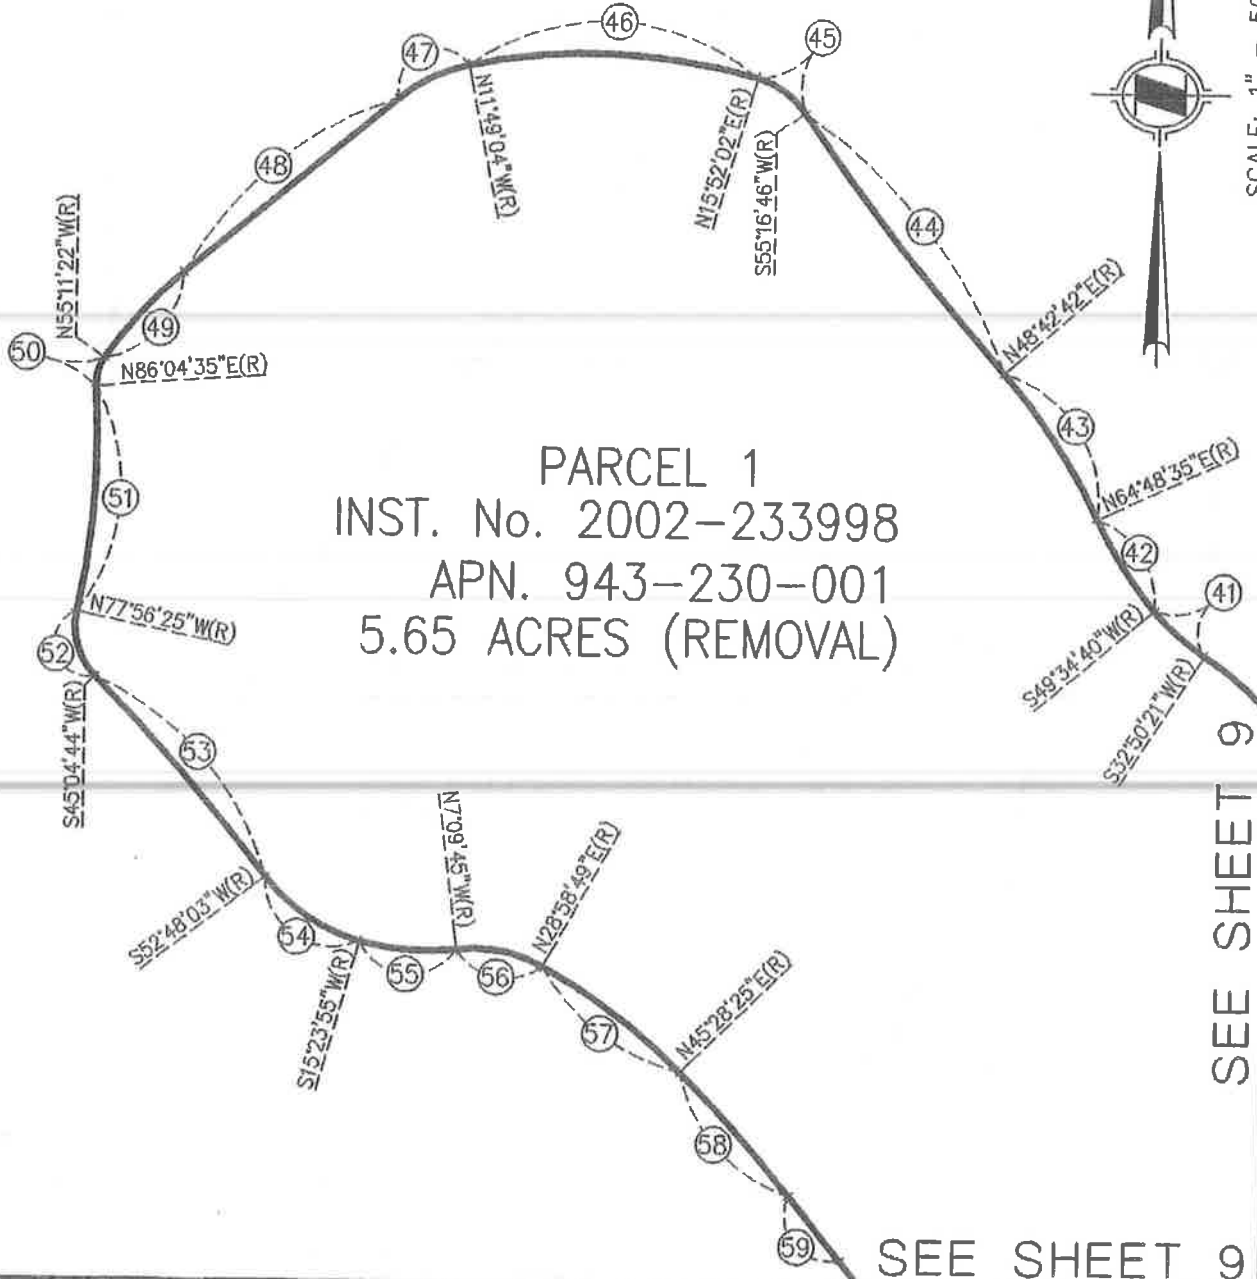 46
45
47
N11°49'04"W(R)
N15°52'02"E(R)
S55°16'46"W(R)
SCALE: 1" =
48
44
N55°11'22"W(R)
49
50
N86°04'35"E(R)
N48°42'42"E(R)
43
PARCEL 1
INST. No. 2002-233998
APN. 943-230-001
5.65 ACRES (REMOVAL)
51
N64°48'35"E(R)
42
41
N77°56'25"W(R)
52
S49°34'40"W(R)
S32°50'21"W(R)
S45°04'44"W(R)
53
SEE SHEET 9
N7°09'45"W(R)
N28°58'49"E(R)
S52°48'03"W(R)
54
55
56
S15°23'55"W(R)
57
N45°28'25"E(R)
58
59
SEE SHEET 9